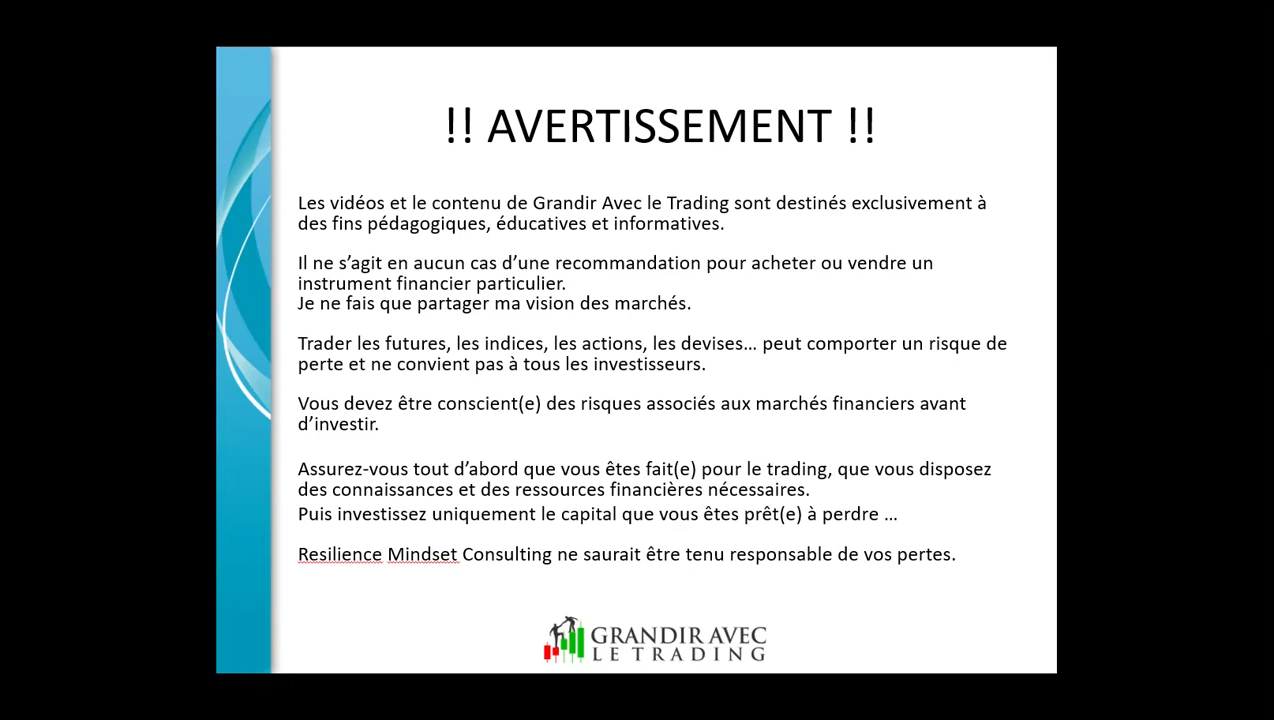 !! AVERTISSEMENT !!
Les vidéos et le contenu de Grandir Avec le Trading sont destinés exclusivement à
des fins pédagogiques, éducatives et informatives.
Il ne s’agit en aucun cas d’une recommandation pour acheter ou vendre un
instrument financier particulier.
Je ne fais que partager ma vision des marchés.
Trader les futures, les indices, les actions, les devises… peut comporter un risque de
perte et ne convient pas à tous les investisseurs.
Vous devez être conscient(e) des risques associés aux marchés financiers avant
d’investir.
Assurez-vous tout d’abord que vous êtes fait(e) pour le trading, que vous disposez
des connaissances et des ressources financières nécessaires.
Puis investissez uniquement le capital que vous êtes prêt(e) à perdre …
Resilience Mindset Consulting ne saurait être tenu responsable de vos pertes.
GRANDIR AVEC
LE TRADING